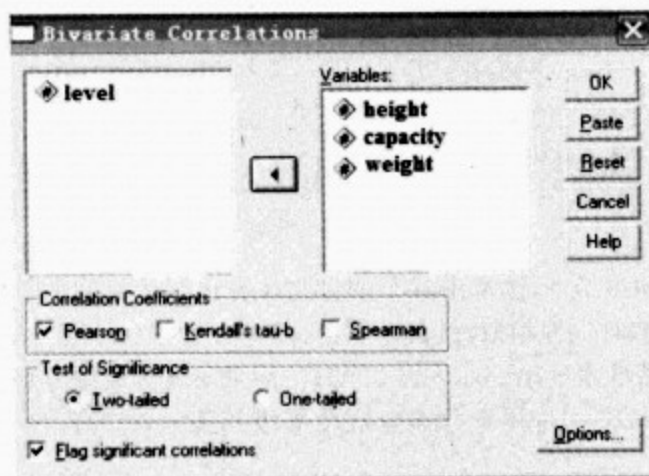 Bivariate Correlations
level
Variables:
height
capacity
weight
OK
Paste
Reset
Cancel
Help
Correlation Coefficients
Pearson
Kendall's tau-b
Spearman
Test of Significance
Two-tailed
One-tailed
Flag significant correlations
Options...